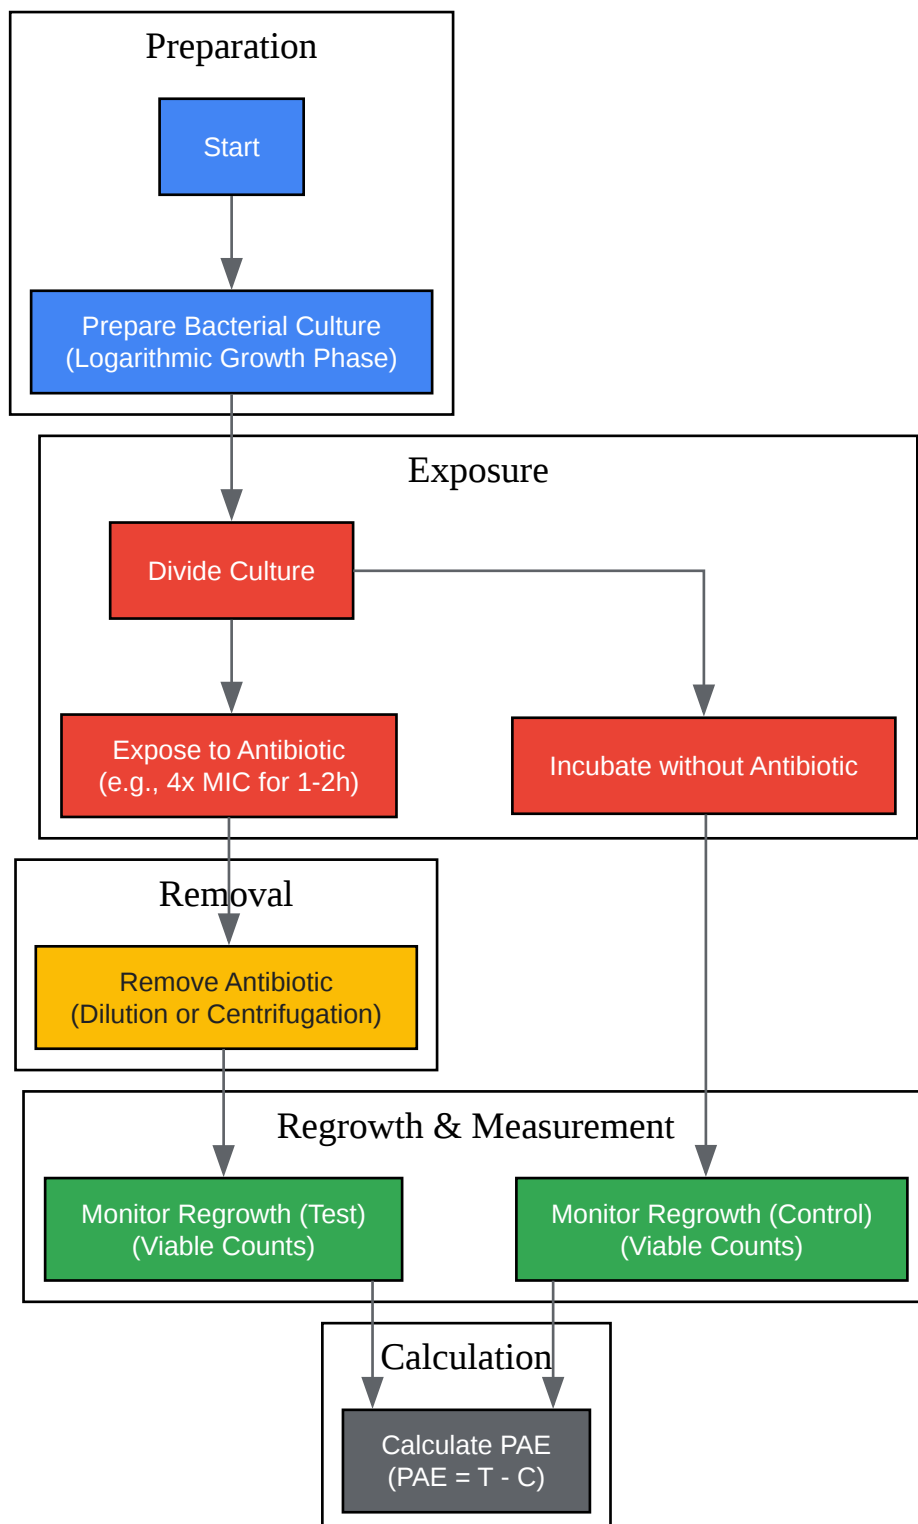 Preparation
Start
Prepare Bacterial Culture
(Logarithmic Growth Phase)
Exposure
Divide Culture
Expose to Antibiotic
(e.g., 4x MIC for 1-2h)
Incubate without Antibiotic
Removal
Remove Antibiotic
(Dilution or Centrifugation)
Regrowth & Measurement
Monitor Regrowth (Test)
(Viable Counts)
Monitor Regrowth (Control)
(Viable Counts)
Calculation
Calculate PAE
(PAE = T - C)